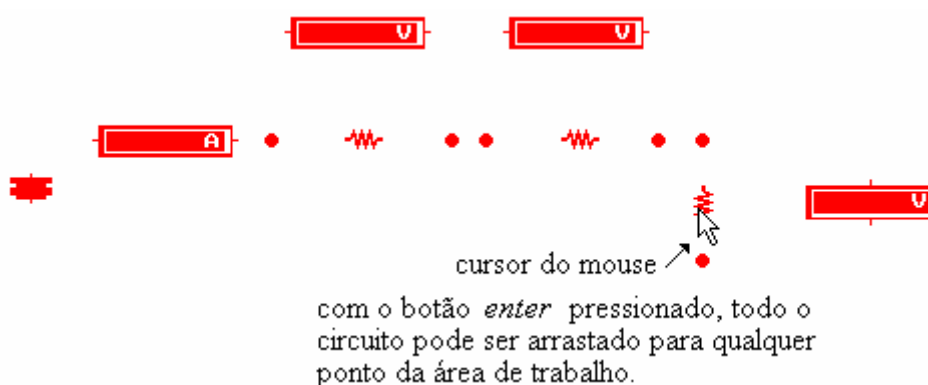 V V
A
V
cursor do mouse
com o botão enter pressionado, todo o
circuito pode ser arrastado para qualquer
ponto da área de trabalho.